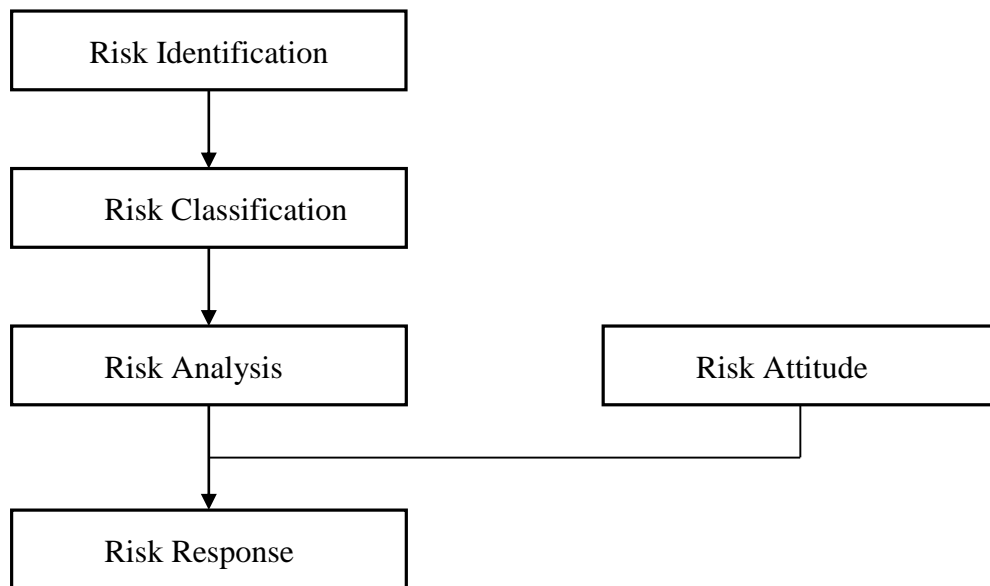 Risk Identification
Risk Classification
Risk Analysis
Risk Attitude
Risk Response